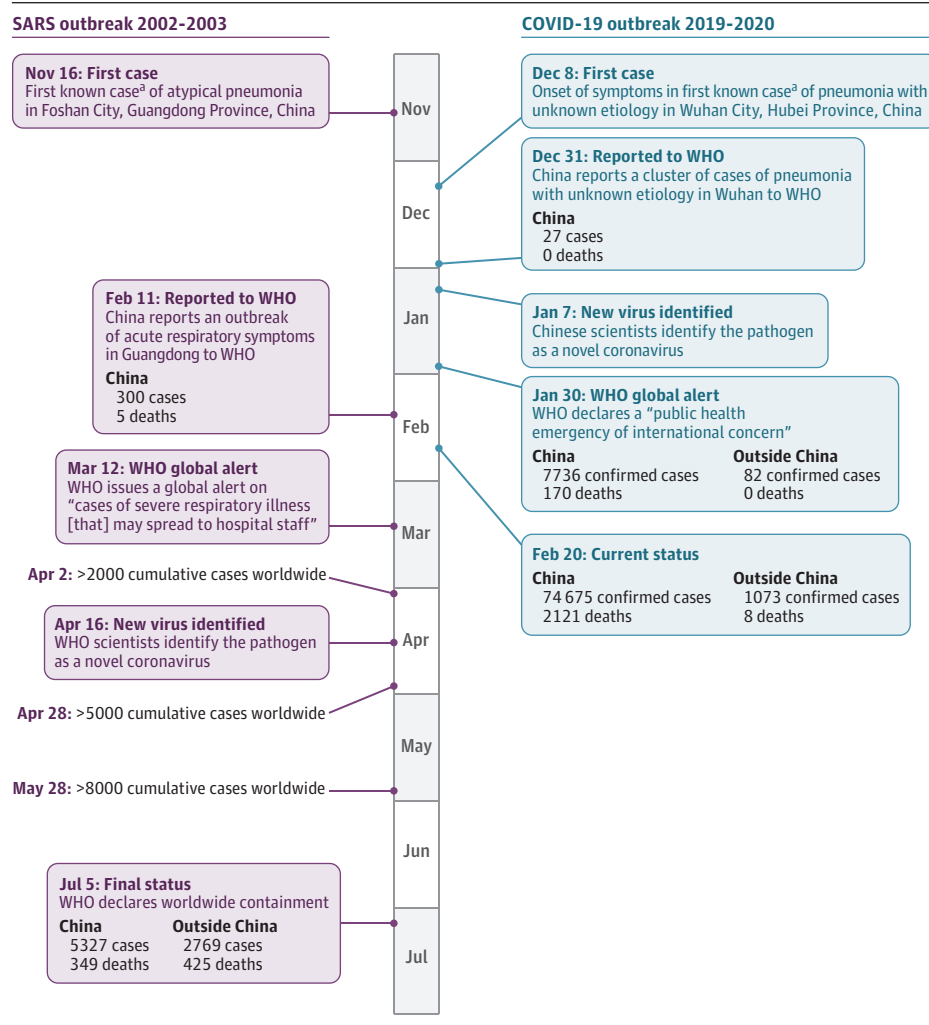 SARS outbreak 2002-2003
Nov 16: First case
First known caseª of atypical pneumonia
in Foshan City, Guangdong Province, China
Feb 11: Reported to WHO
China reports an outbreak
of acute respiratory symptoms
in Guangdong to WHO
China
300 cases
5 deaths
Mar 12: WHO global alert
WHO issues a global alert on
“cases of severe respiratory illness
[that] may spread to hospital staff”
Apr 2: >2000 cumulative cases worldwide
Apr 16: New virus identified
WHO scientists identify the pathogen
as a novel coronavirus
Apr 28: >5000 cumulative cases worldwide
May 28: >8000 cumulative cases worldwide
Jul 5: Final status
WHO declares worldwide containment
China Outside China
5327 cases 2769 cases
349 deaths 425 deaths
Nov
Dec
Jan
Feb
Mar
Apr
May
Jun
Jul
COVID-19 outbreak 2019-2020
Dec 8: First case
Onset of symptoms in first known caseª of pneumonia with
unknown etiology in Wuhan City, Hubei Province, China
Dec 31: Reported to WHO
China reports a cluster of cases of pneumonia
with unknown etiology in Wuhan to WHO
China
27 cases
0 deaths
Jan 7: New virus identified
Chinese scientists identify the pathogen
as a novel coronavirus
Jan 30: WHO global alert
WHO declares a “public health
emergency of international concern”
China Outside China
7736 confirmed cases 82 confirmed cases
170 deaths 0 deaths
Feb 20: Current status
China Outside China
74 675 confirmed cases 1073 confirmed cases
2121 deaths 8 deaths